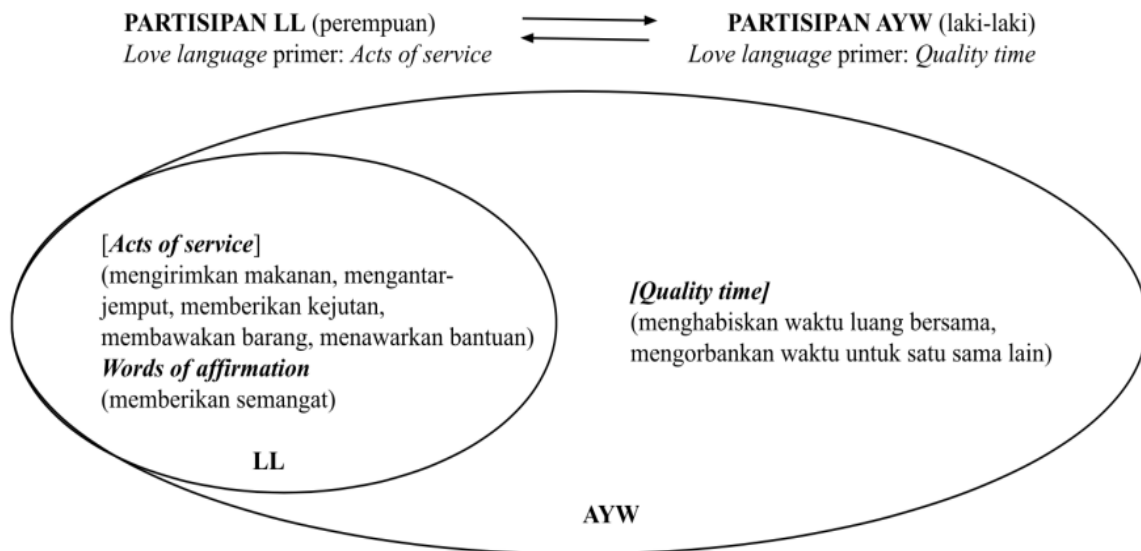 PARTISIPAN LL (perempuan)
Love language primer: Acts of service
PARTISIPAN AYW (laki-laki)
Love language primer: Quality time
[Acts of service]
(mengirimkan makanan, mengantar-
jemput, memberikan kejutan,
membawakan barang, menawarkan bantuan)
Words of affirmation
(memberikan semangat)
LL
[Quality time]
(menghabiskan waktu luang bersama,
mengorbankan waktu untuk satu sama lain)
AYW